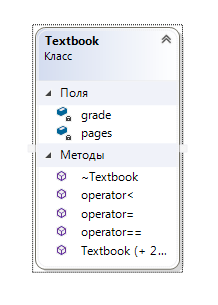 Textbook
Класс
Поля
grade
pages
Методы
~Textbook
operator<
operator=
operator==
Textbook (+ 2...